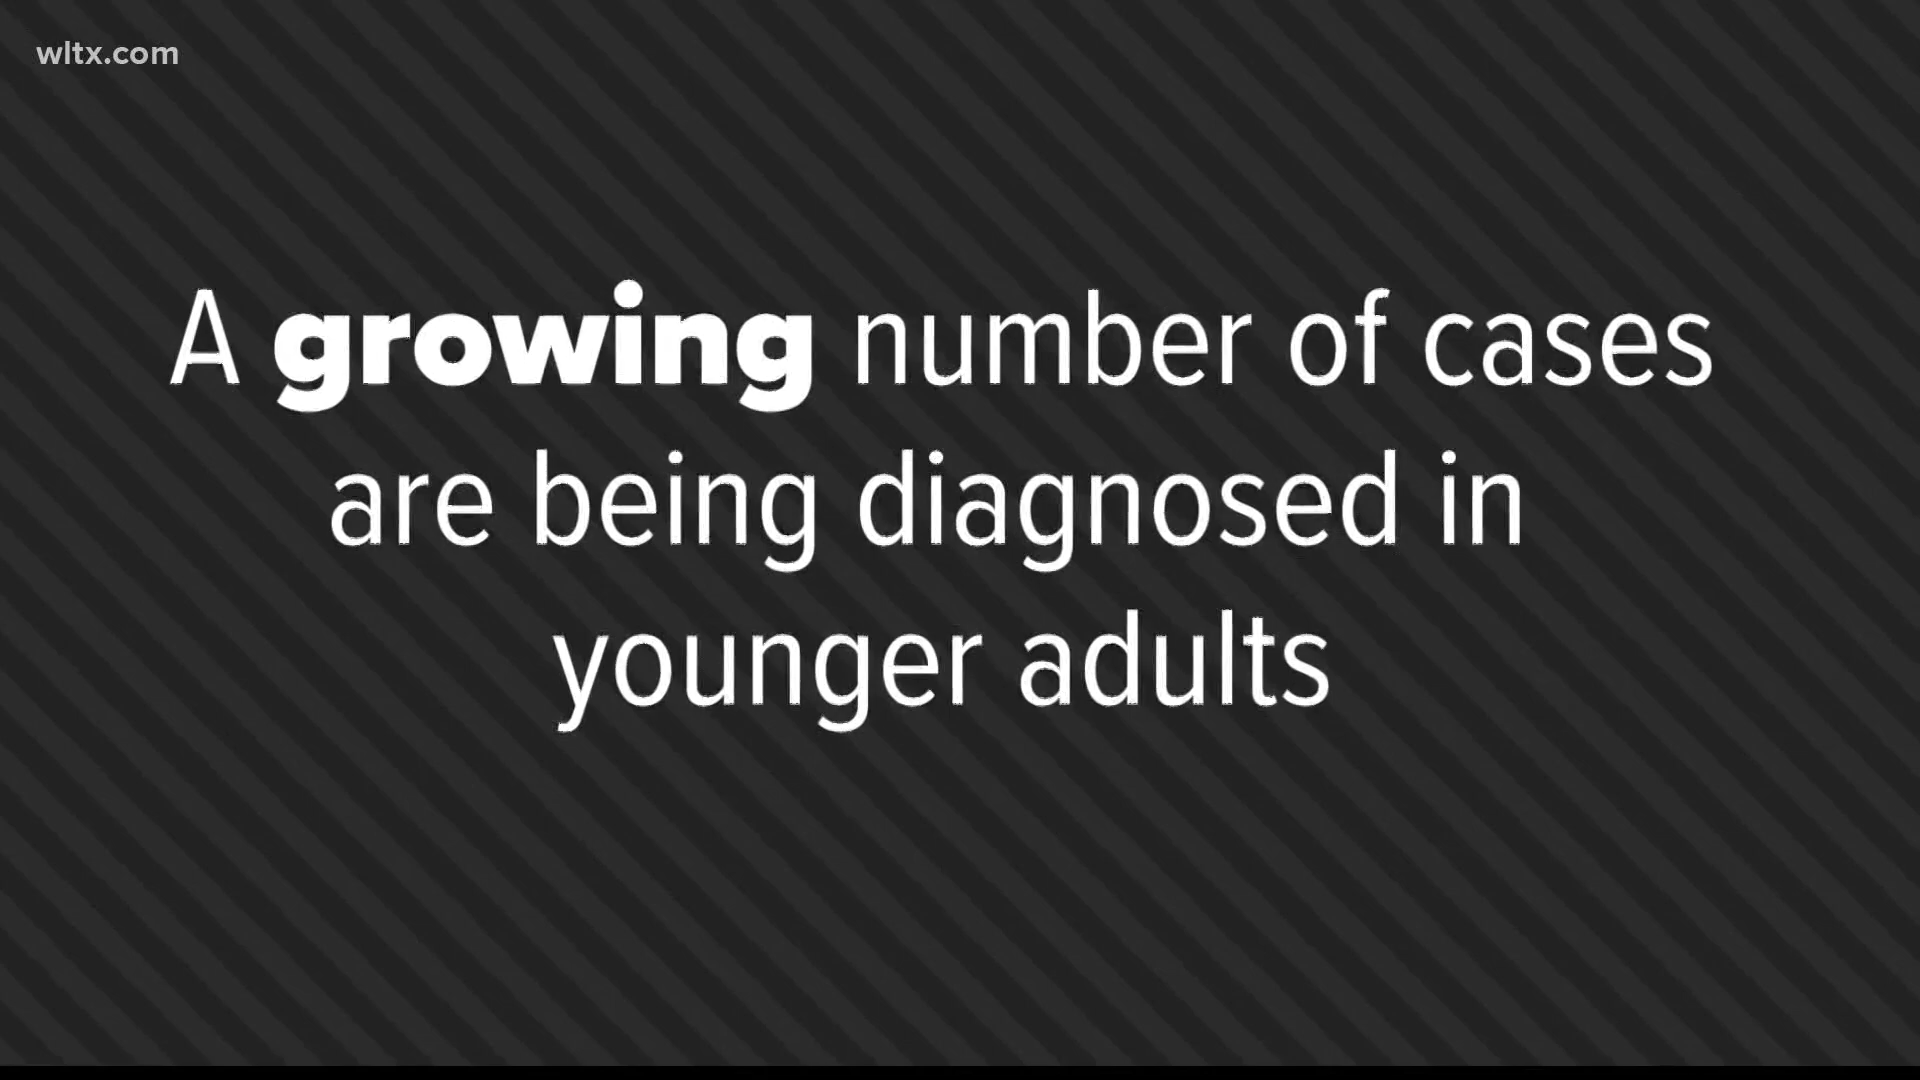 wltx.com
A growing number of cases
are being diagnosed in
younger adults